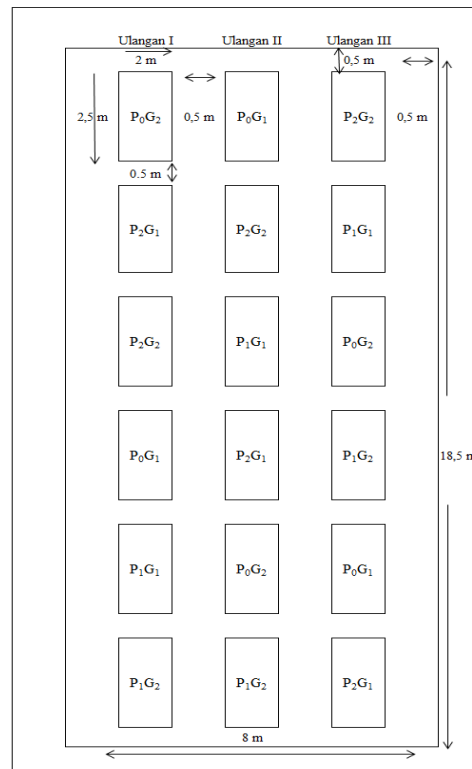 Ulangan I Ulangan II Ulangan III
2 m 0,5 m
2,5 m P₀G₂ 0,5 m P₀G₁ P₂G₂ 0,5 m
0.5 m
P₂G₁ P₂G₂ P₁G₁
P₂G₂ P₁G₁ P₀G₂
P₀G₁ P₂G₁ P₁G₂ 18,5 m
P₁G₁ P₀G₂ P₀G₁
P₁G₂ P₁G₂ P₂G₁
8 m